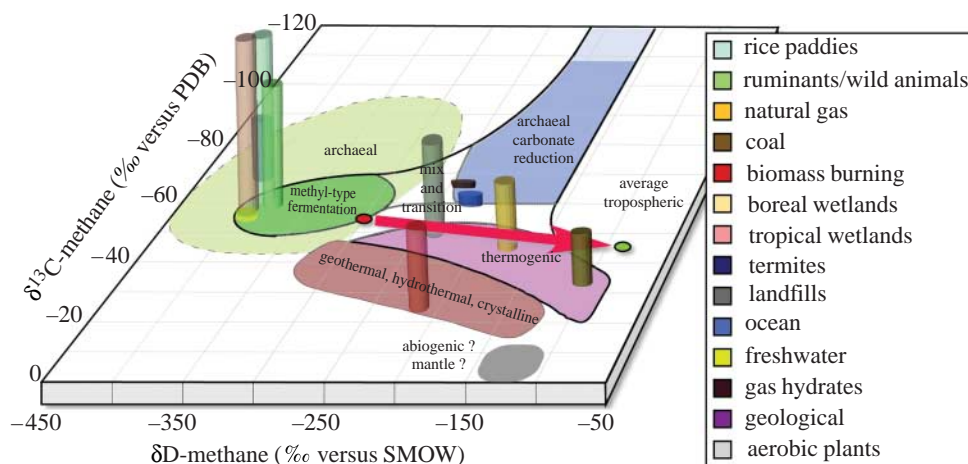 –120
–100
–80
–60
–40
–20
0
δ¹³C-methane (‰ versus PDB)
archaeal
methyl-type
fermentation
mix
and
transition
archaeal
carbonate
reduction
average
tropospheric
thermogenic
geothermal, hydrothermal, crystalline
abiogenic ?
mantle ?
–450
–350
–250
–150
–50
δD-methane (‰ versus SMOW)
rice paddies
ruminants/wild animals
natural gas
coal
biomass burning
boreal wetlands
tropical wetlands
termites
landfills
ocean
freshwater
gas hydrates
geological
aerobic plants